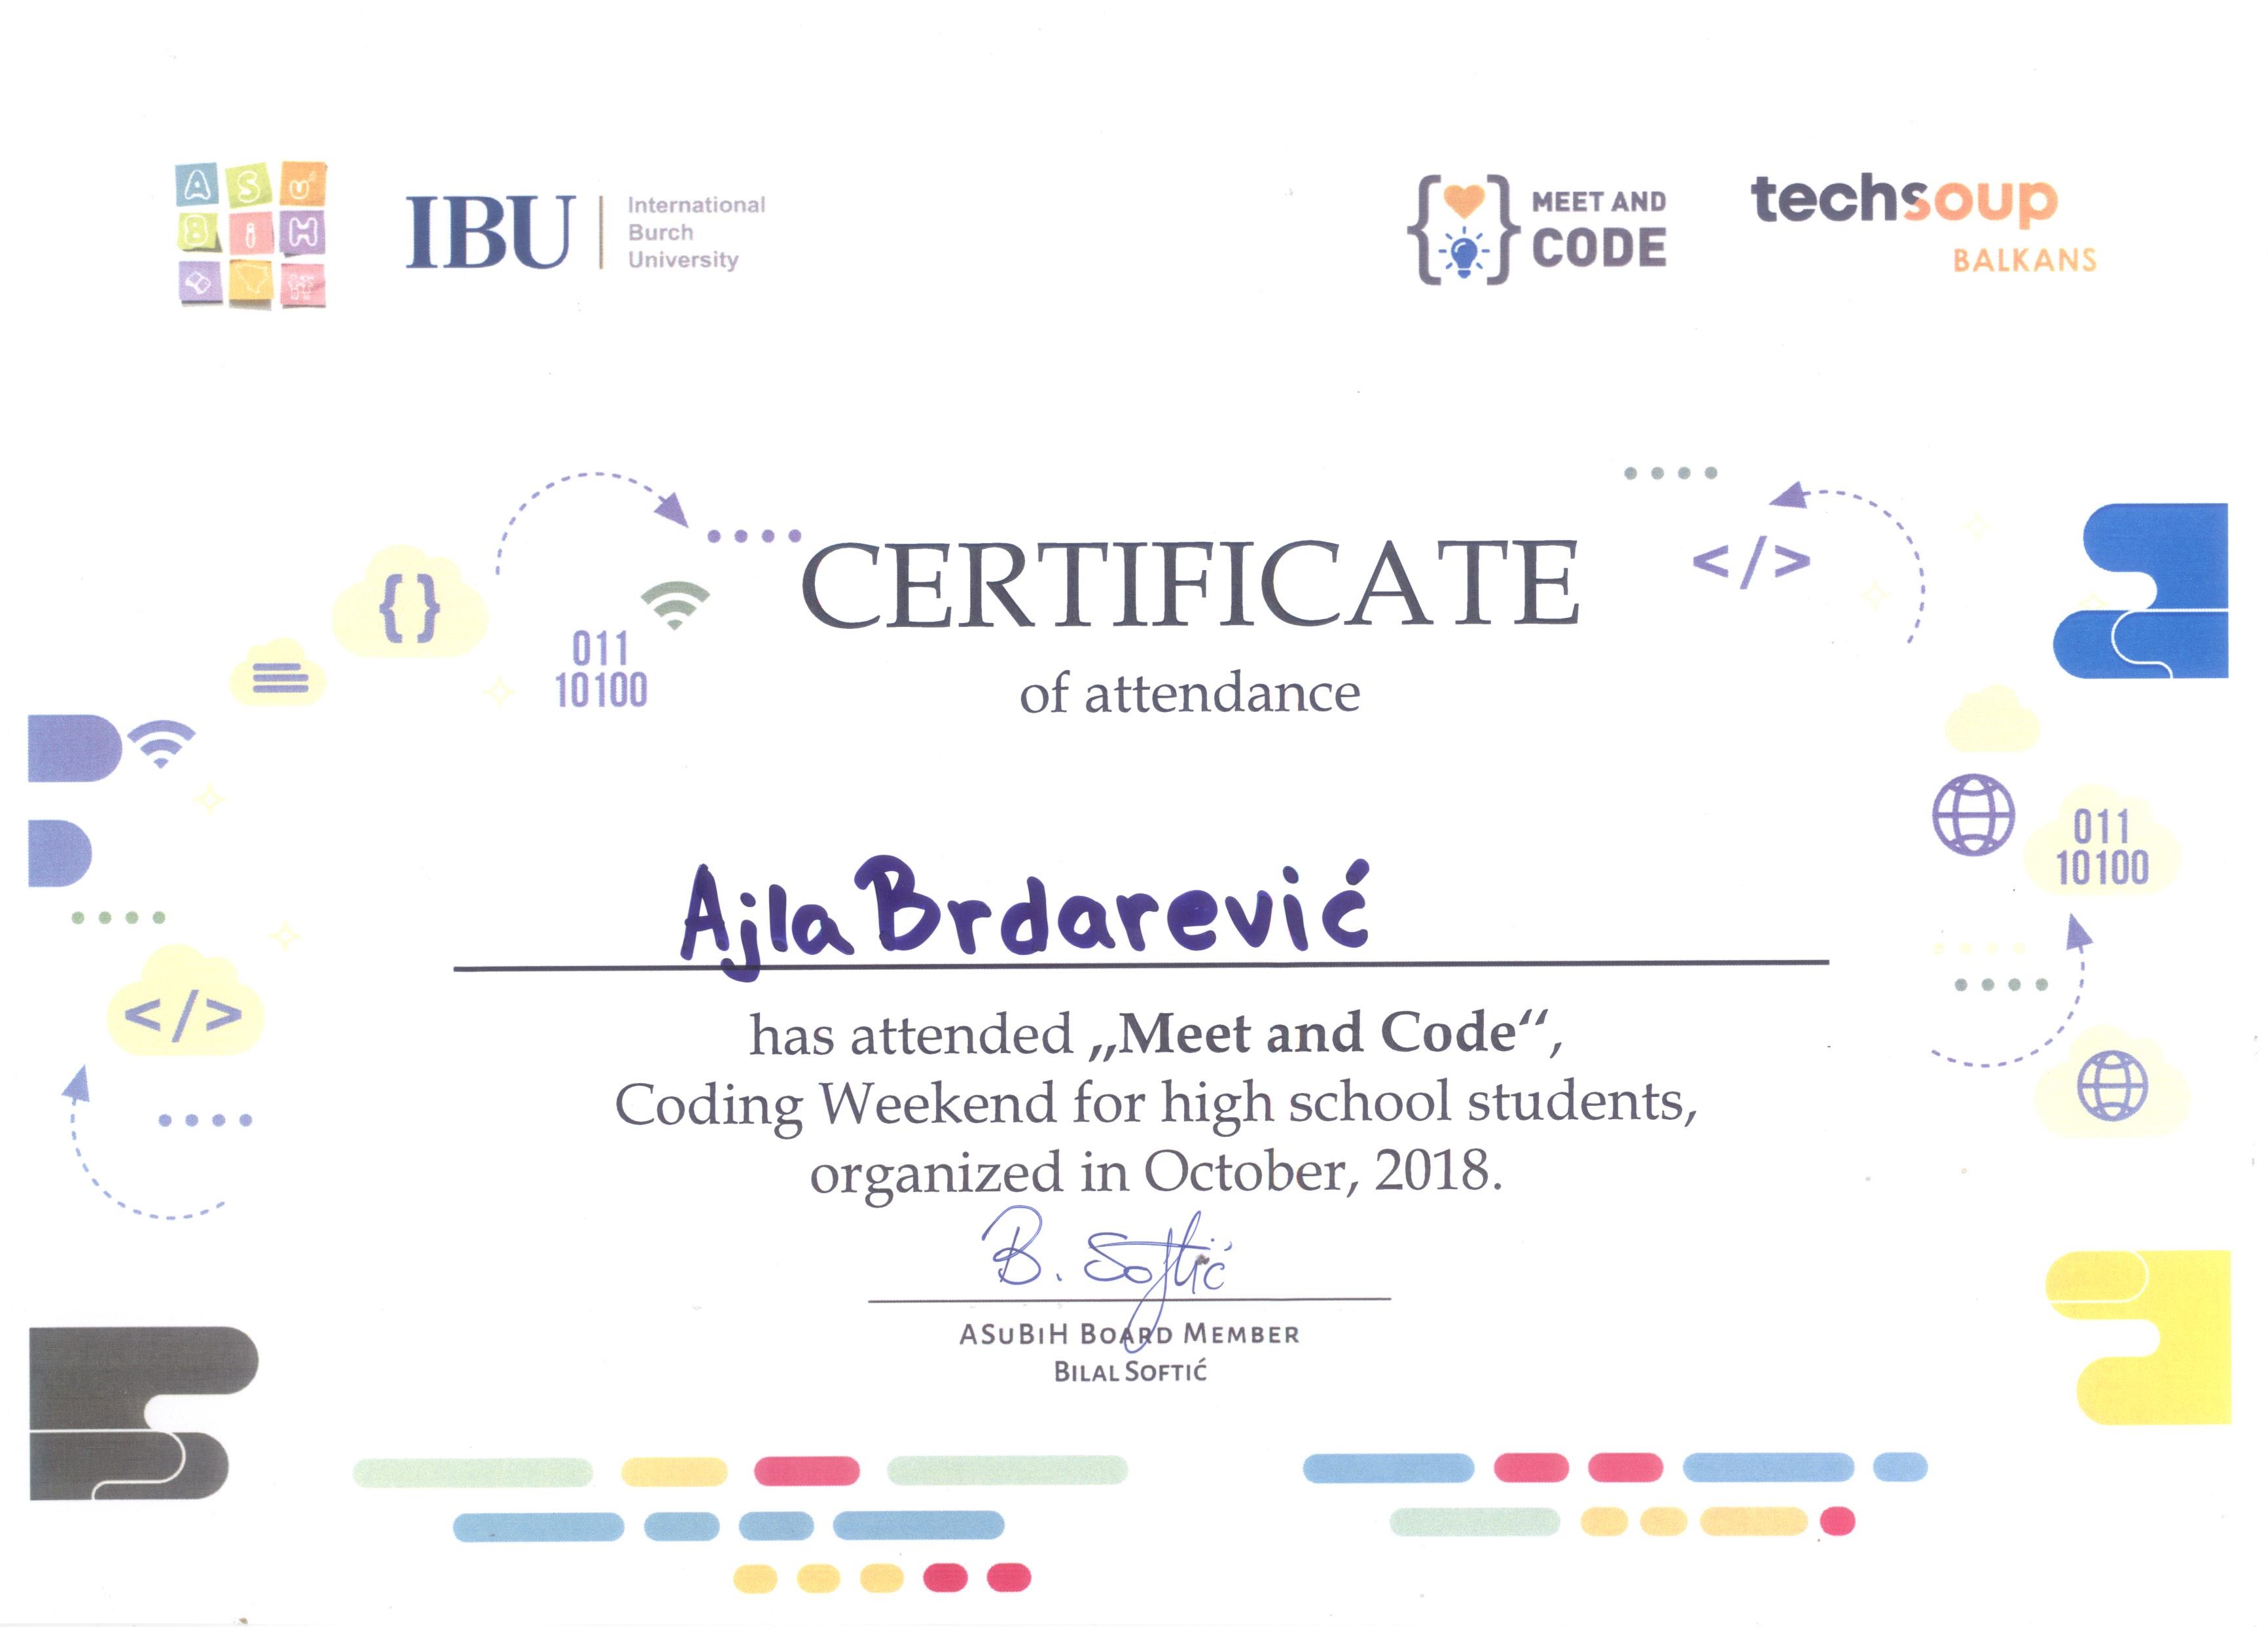 A S u
B i H
IBU
International
Burch
University
MEET AND
CODE
techsoup
BALKANS
{}
</>
CERTIFICATE
011
10100
of attendance
011
10100
Ajla Brdarević
</>
has attended „Meet and Code“,
Coding Weekend for high school students,
organized in October, 2018.
B. Softić
ASuBiH Board Member
Bilal Softić